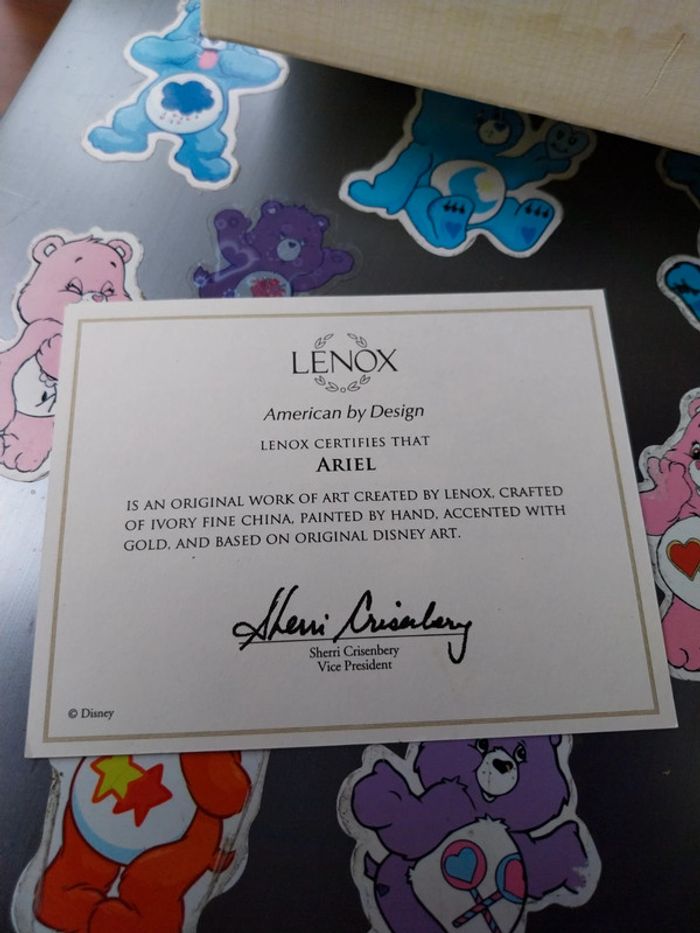 LENOX
American by Design
LENOX CERTIFIES THAT
ARIEL
IS AN ORIGINAL WORK OF ART CREATED BY LENOX, CRAFTED
OF IVORY FINE CHINA, PAINTED BY HAND, ACCENTED WITH
GOLD, AND BASED ON ORIGINAL DISNEY ART.
Sherri Crisenbery
Sherri Crisenbery
Vice President
© Disney